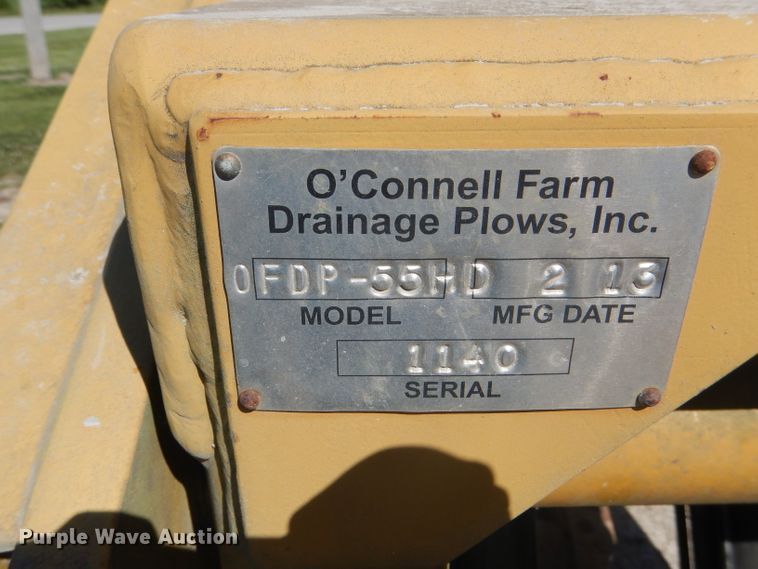 O'Connell Farm
Drainage Plows, Inc.
OFDP-55HD 2 13
MODEL MFG DATE
1140
SERIAL
Purple Wave Auction